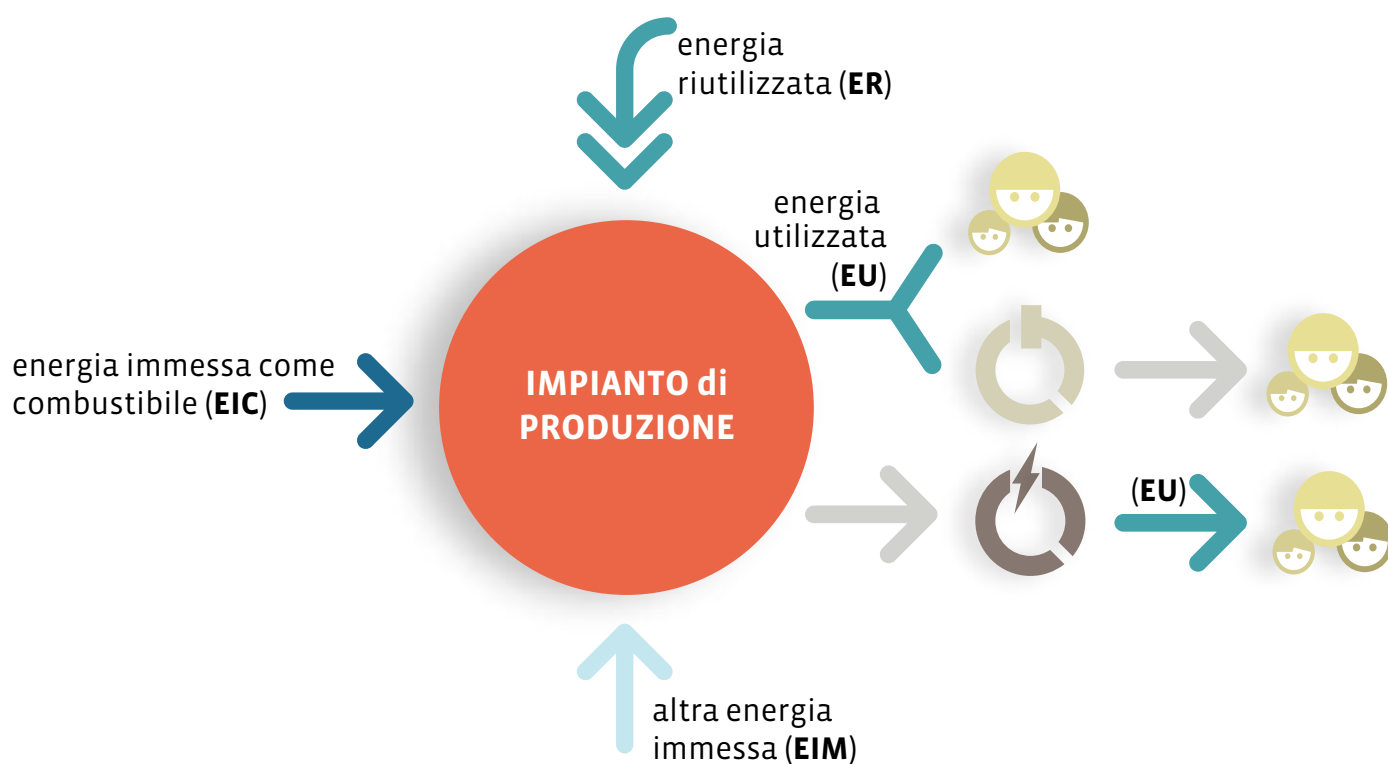 energia
riutilizzata (ER)
energia
utilizzata
(EU)
energia immessa come
combustibile (EIC)
IMPIANTO di
PRODUZIONE
(EU)
altra energia
immessa (EIM)